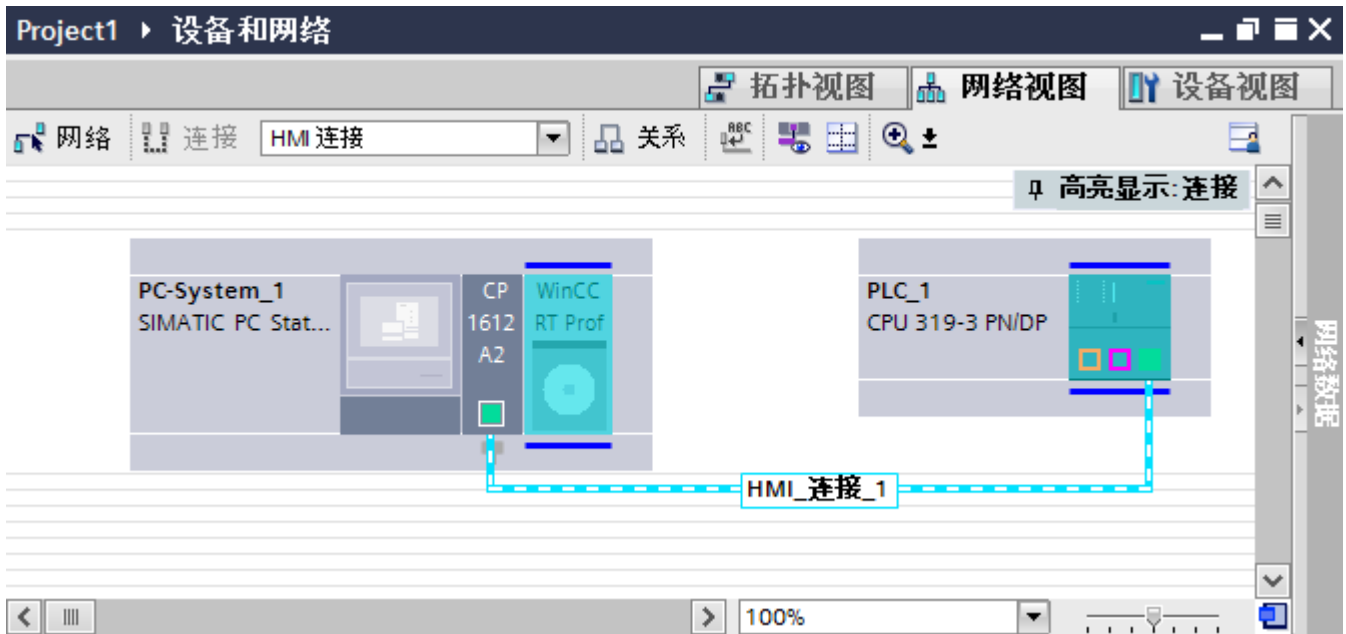 Project1 ▸ 设备和网络
拓扑视图 网络视图 设备视图
网络 连接 HMI 连接 关系
高亮显示:连接
PC-System_1
SIMATIC PC Stat...
CP
1612
A2
WinCC
RT Prof
PLC_1
CPU 319-3 PN/DP
HMI_连接_1
100%
网络数据